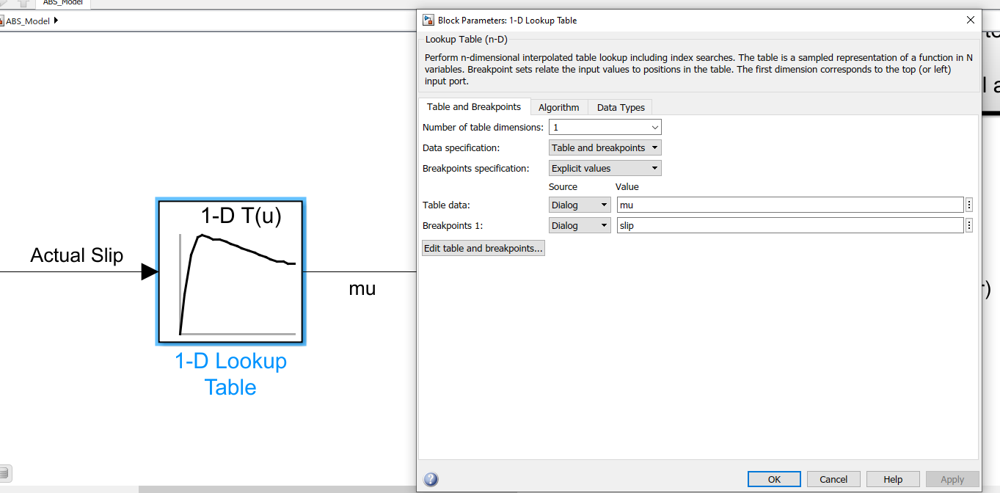 ABS_Model
ABS_Model
Actual Slip
1-D T(u)
mu
1-D Lookup
Table
Block Parameters: 1-D Lookup Table
Lookup Table (n-D)
Perform n-dimensional interpolated table lookup including index searches. The table is a sampled representation of a function in N
variables. Breakpoint sets relate the input values to positions in the table. The first dimension corresponds to the top (or left)
input port.
Table and Breakpoints Algorithm Data Types
Number of table dimensions: 1
Data specification: Table and breakpoints
Breakpoints specification: Explicit values
Source Value
Table data: Dialog mu
Breakpoints 1: Dialog slip
Edit table and breakpoints...
? OK Cancel Help Apply